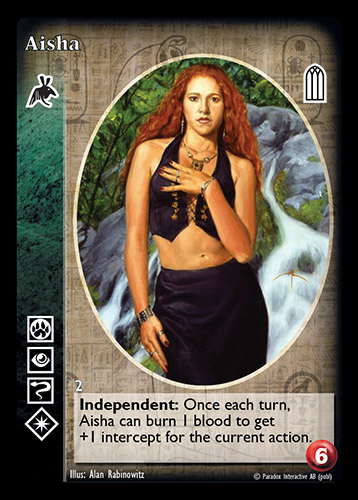 Aisha
2
Independent: Once each turn,
Aisha can burn 1 blood to get
+1 intercept for the current action.
6
Illus: Alan Rabinowitz
© Paradox Interactive AB (publ)